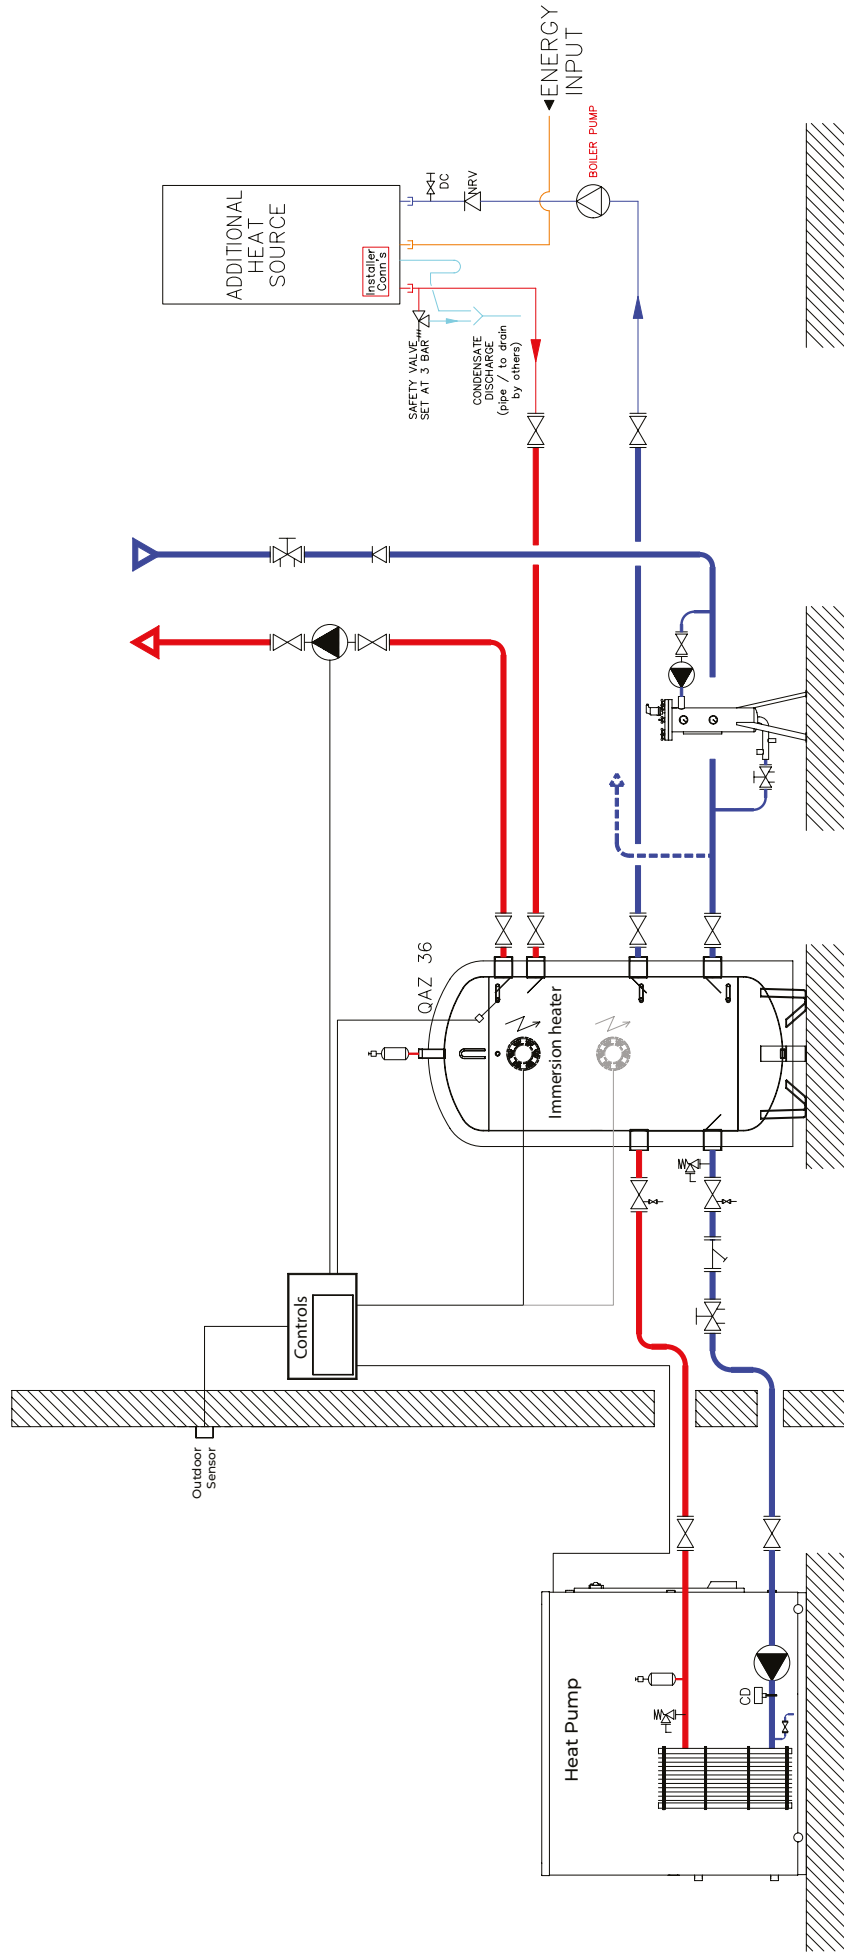 Heat Pump
CD
Outdoor
Sensor
Controls
QAZ 36
Immersion heater
ADDITIONAL
HEAT
SOURCE
Installer
Conn's
SAFETY VALVE
SET AT 3 BAR
CONDENSATE
DISCHARGE
(pipe / to drain
by others)
DC
NRV
BOILER PUMP
ENERGY
INPUT